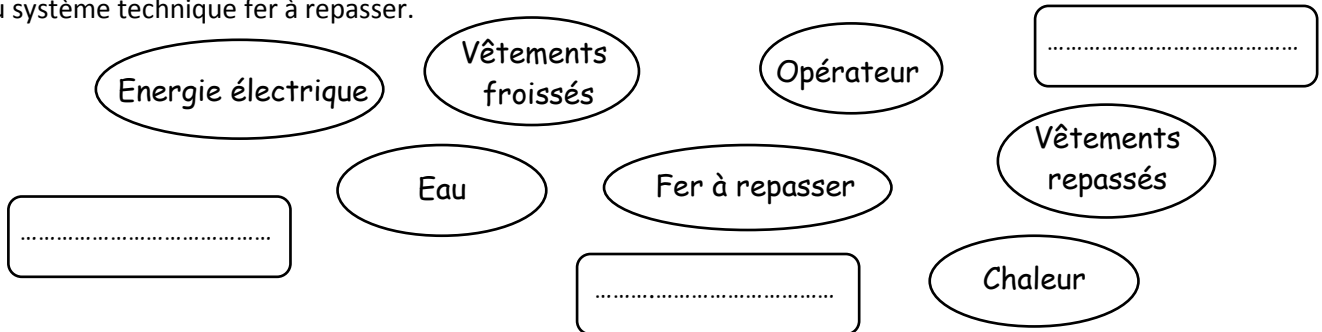 u système technique fer à repasser.
Energie électrique
Vêtements
froissés
Opérateur
……………………………………
Eau
Fer à repasser
Vêtements
repassés
……………………………………
……….…………………………
Chaleur